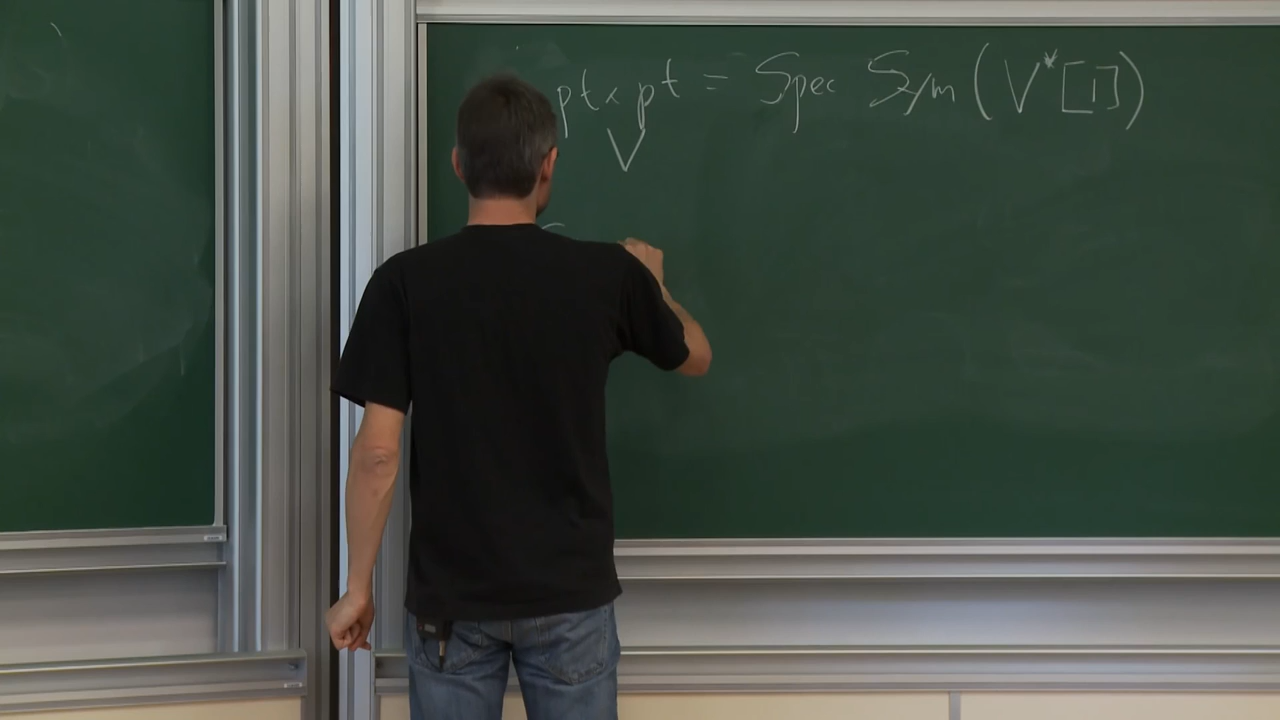 pt × pt = Spec Sym(V*[1])
V